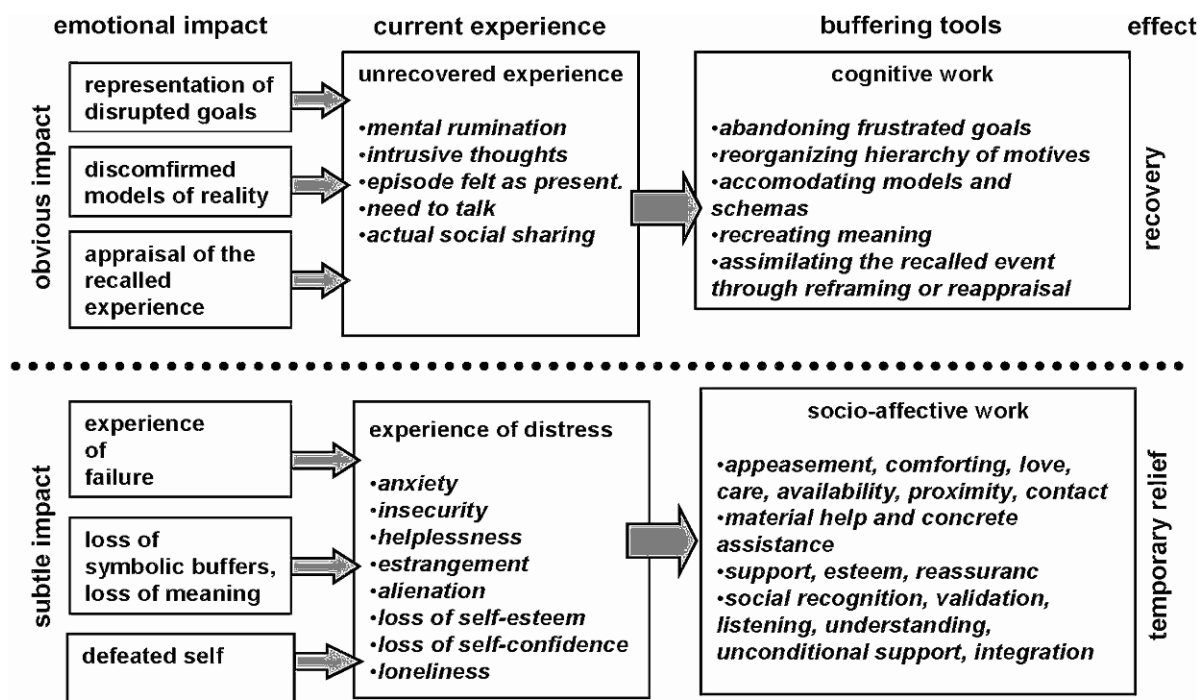 emotional impact
current experience
buffering tools
effect
obvious impact
representation of
disrupted goals
discomfirmed
models of reality
appraisal of the
recalled
experience
unrecovered experience
•mental rumination
•intrusive thoughts
•episode felt as present.
•need to talk
•actual social sharing
cognitive work
•abandoning frustrated goals
•reorganizing hierarchy of motives
•accomodating models and
schemas
•recreating meaning
•assimilating the recalled event
through reframing or reappraisal
recovery
subtle impact
experience
of
failure
loss of
symbolic buffers,
loss of meaning
defeated self
experience of distress
•anxiety
•insecurity
•helplessness
•estrangement
•alienation
•loss of self-esteem
•loss of self-confidence
•loneliness
socio-affective work
•appeasement, comforting, love,
care, availability, proximity, contact
•material help and concrete
assistance
•support, esteem, reassuranc
•social recognition, validation,
listening, understanding,
unconditional support, integration
temporary relief